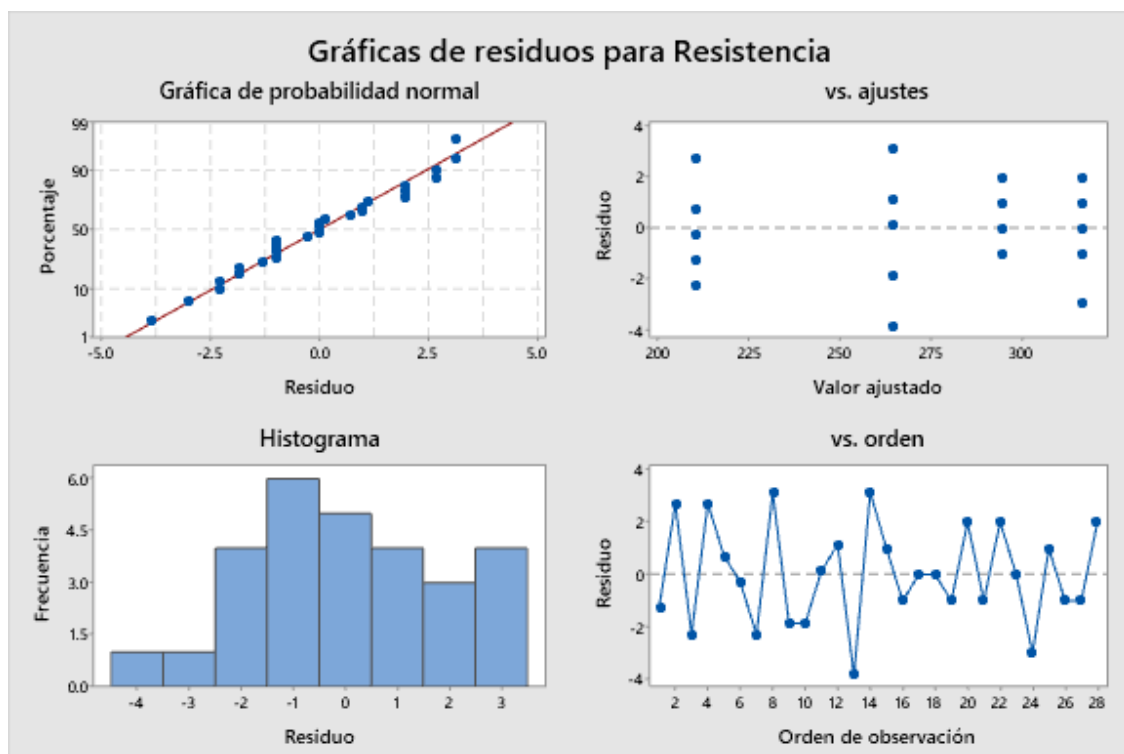 Gráficas de residuos para Resistencia
Gráfica de probabilidad normal
99
90
50
10
1
Porcentaje
-5.0 -2.5 0.0 2.5 5.0
Residuo
vs. ajustes
4
2
0
-2
-4
Residuo
200 225 250 275 300
Valor ajustado
Histograma
6.0
4.5
3.0
1.5
0.0
Frecuencia
-4 -3 -2 -1 0 1 2 3
Residuo
vs. orden
4
2
0
-2
-4
Residuo
2 4 6 8 10 12 14 16 18 20 22 24 26 28
Orden de observación